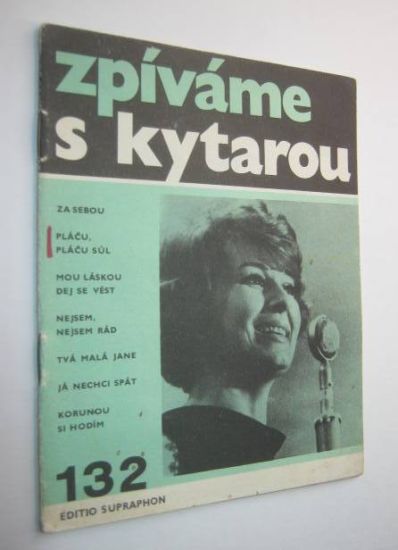 zpíváme
s kytarou
ZA SEBOU
PLÁČU,
PLÁČU SŮL
MOU LÁSKOU
DEJ SE VÉST
NEJSEM,
NEJSEM RÁD
TVÁ MALÁ JANE
JÁ NECHCI SPÁT
KORUNOU
SI HODÍM
132
EDITIO SUPRAPHON